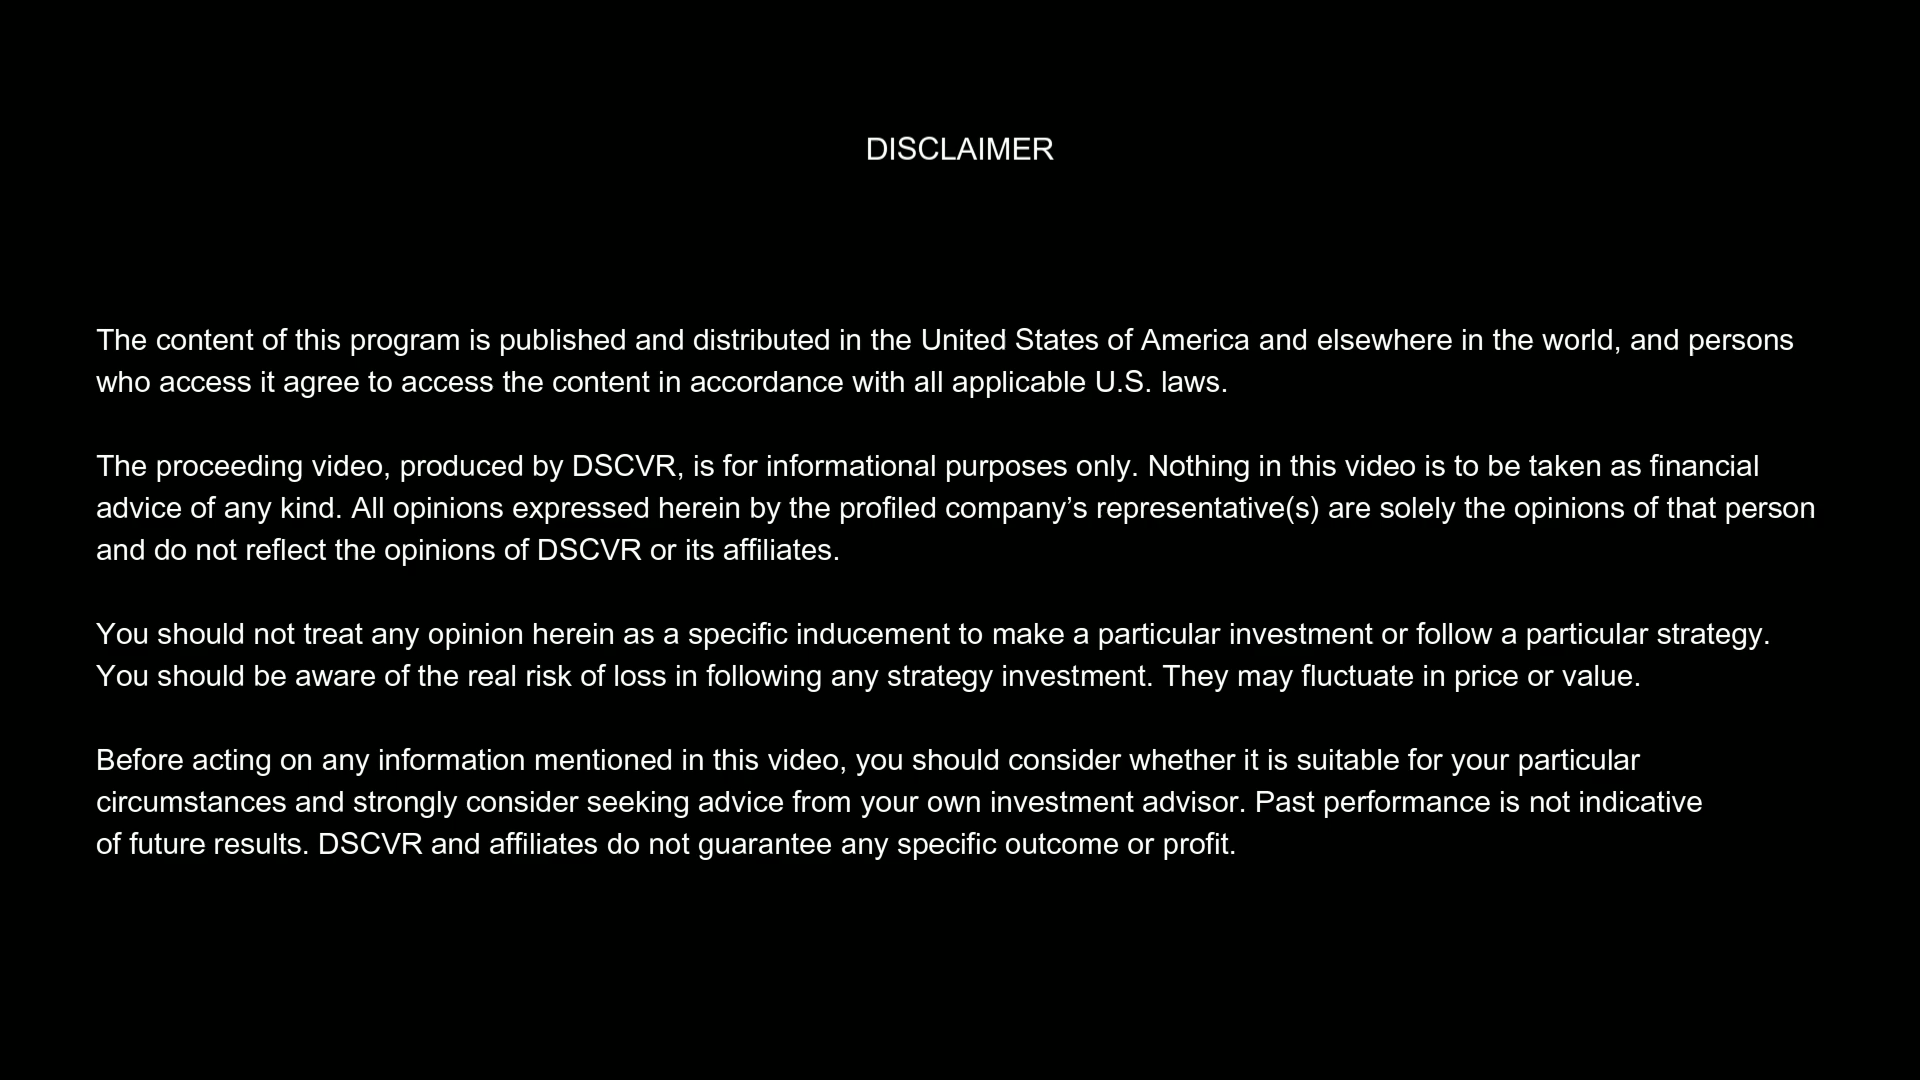 DISCLAIMER
The content of this program is published and distributed in the United States of America and elsewhere in the world, and persons
who access it agree to access the content in accordance with all applicable U.S. laws.
The proceeding video, produced by DSCVR, is for informational purposes only. Nothing in this video is to be taken as financial
advice of any kind. All opinions expressed herein by the profiled company’s representative(s) are solely the opinions of that person
and do not reflect the opinions of DSCVR or its affiliates.
You should not treat any opinion herein as a specific inducement to make a particular investment or follow a particular strategy.
You should be aware of the real risk of loss in following any strategy investment. They may fluctuate in price or value.
Before acting on any information mentioned in this video, you should consider whether it is suitable for your particular
circumstances and strongly consider seeking advice from your own investment advisor. Past performance is not indicative
of future results. DSCVR and affiliates do not guarantee any specific outcome or profit.